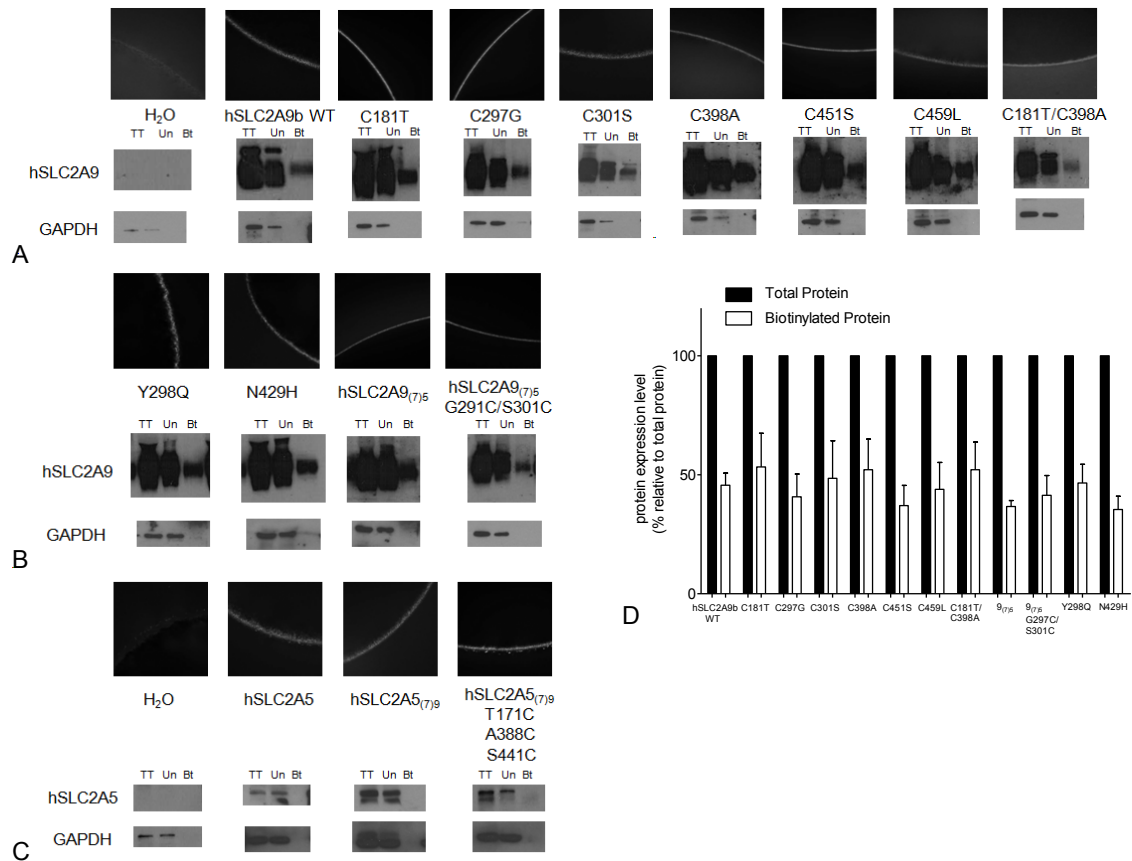 H₂O
hSLC2A9b WT
C181T
C297G
C301S
C398A
C451S
C459L
C181T/C398A
TT Un Bt
TT Un Bt
TT Un Bt
TT Un Bt
TT Un Bt
TT Un Bt
TT Un Bt
TT Un Bt
TT Un Bt
hSLC2A9
GAPDH
A
Y298Q
N429H
hSLC2A9(7)5
hSLC2A9(7)5
G291C/S301C
TT Un Bt
TT Un Bt
TT Un Bt
TT Un Bt
hSLC2A9
GAPDH
B
H₂O
hSLC2A5
hSLC2A5(7)9
hSLC2A5(7)9
T171C
A388C
S441C
TT Un Bt
TT Un Bt
TT Un Bt
TT Un Bt
hSLC2A5
GAPDH
C
Total Protein
Biotinylated Protein
protein expression level
(% relative to total protein)
100
50
0
hSLC2A9b
WT
C181T
C297G
C301S
C398A
C451S
C459L
C181T/
C398A
9(7)5
9(7)5
G297C/
S301C
Y298Q
N429H
D